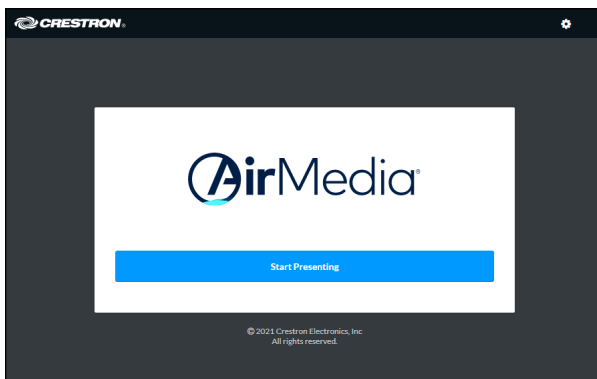 CRESTRON®
AirMedia®
Start Presenting
© 2021 Crestron Electronics, Inc
All rights reserved.